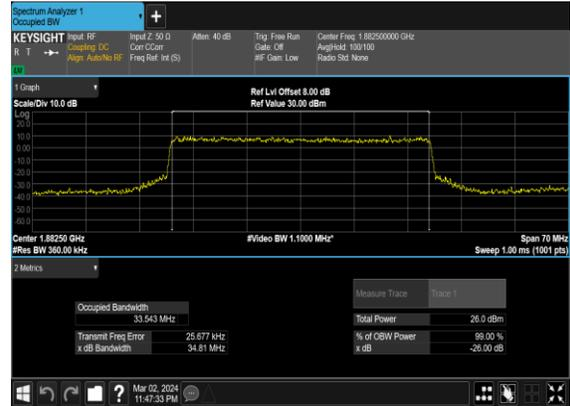 Spectrum Analyzer 1
Occupied BW
+
KEYSIGHT Input: RF Input Z: 50 Ω Atten: 40 dB Trig: Free Run Center Freq: 1.882500000 GHz
R T Coupling: DC Corr CCorr Gate: Off Avg|Hold: 100/100
Align: Auto/No RF Freq Ref: Int (S) #IF Gain: Low Radio Std: None
1 Graph
Ref Lvl Offset 8.00 dB
Scale/Div 10.0 dB Ref Value 30.00 dBm
Log
20.0
10.0
0.00
-10.0
-20.0
-30.0
-40.0
-50.0
-60.0
Center 1.88250 GHz #Video BW 1.1000 MHz* Span 70 MHz
#Res BW 360.00 kHz Sweep 1.00 ms (1001 pts)
2 Metrics
Measure Trace Trace 1
Occupied Bandwidth
33.543 MHz Total Power 26.0 dBm
Transmit Freq Error 25.677 kHz % of OBW Power 99.00 %
x dB Bandwidth 34.81 MHz x dB -26.00 dB
? Mar 02, 2024
11:47:33 PM